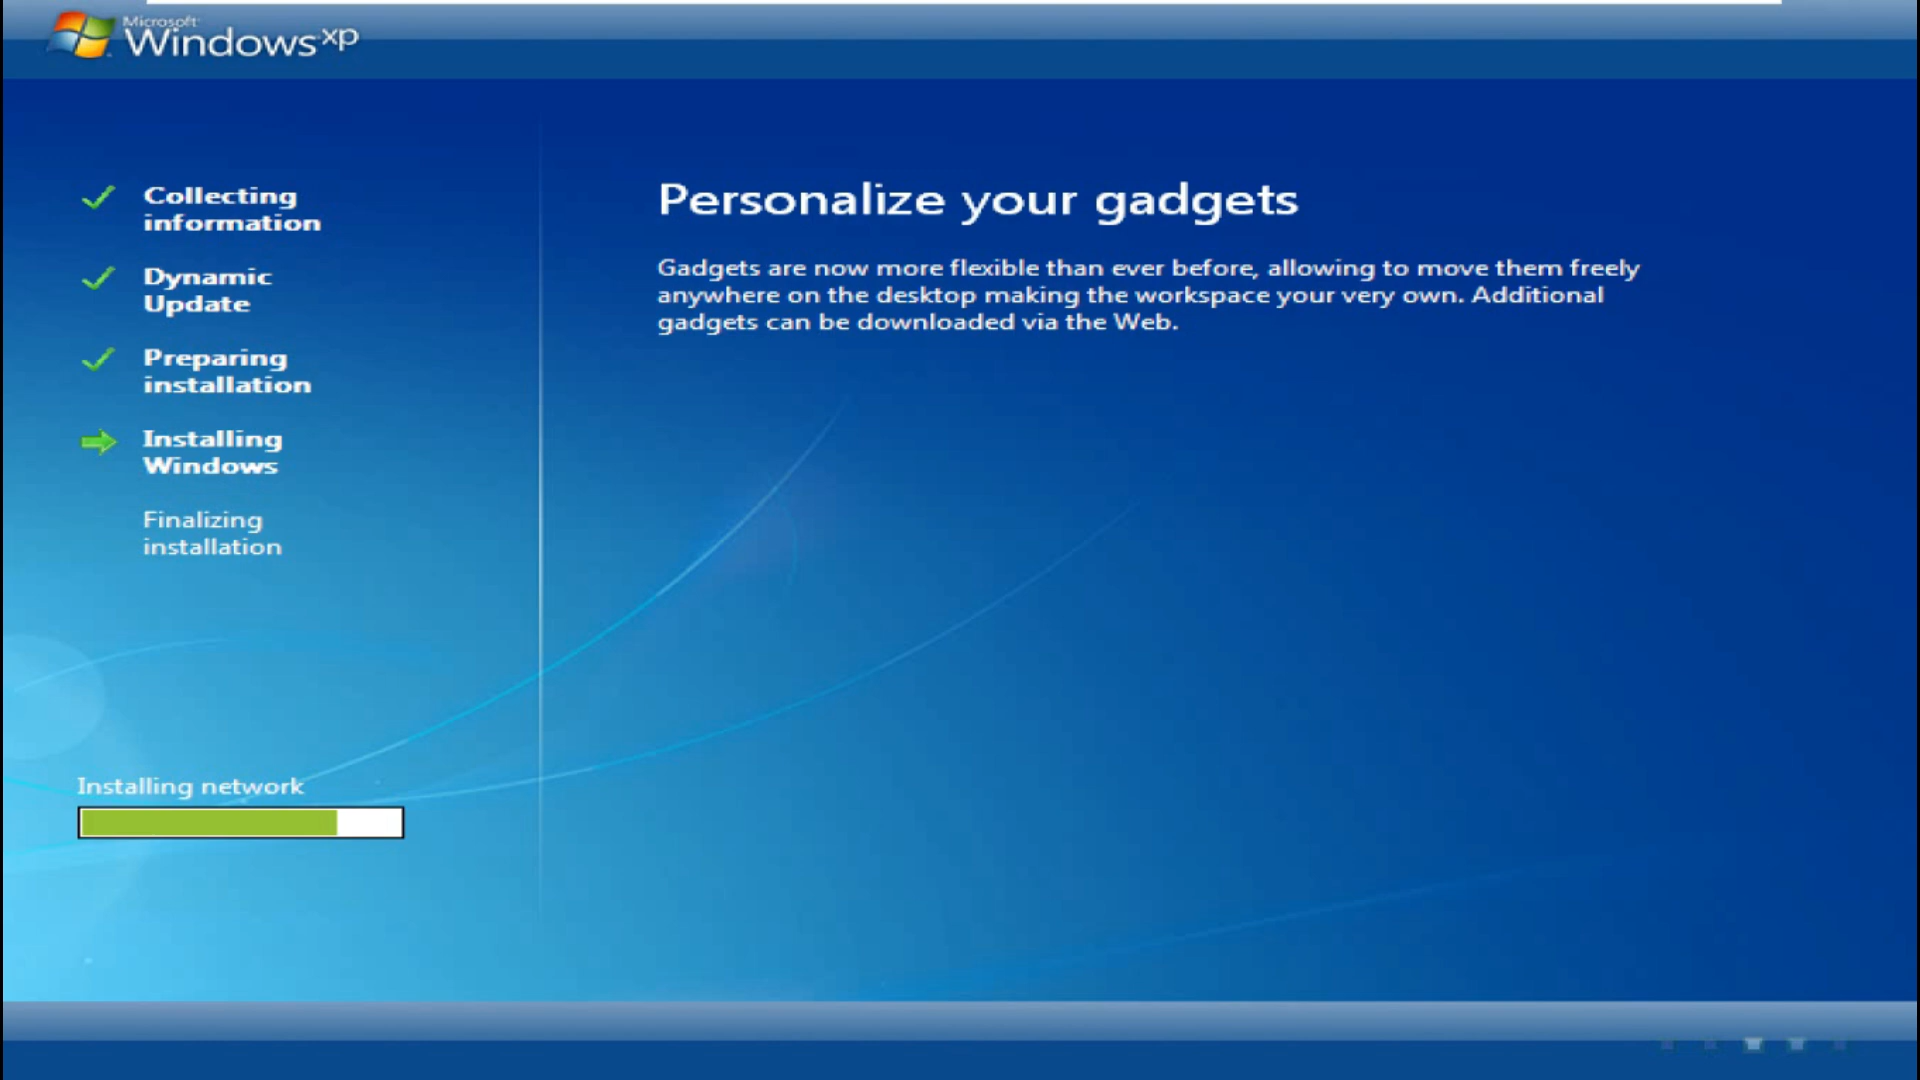 Microsoft
Windows xp
Collecting
information
Dynamic
Update
Preparing
installation
Installing
Windows
Finalizing
installation
Installing network
Personalize your gadgets
Gadgets are now more flexible than ever before, allowing to move them freely
anywhere on the desktop making the workspace your very own. Additional
gadgets can be downloaded via the Web.